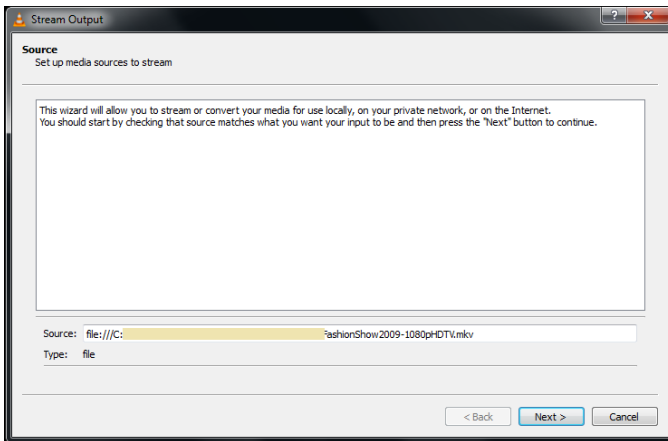 Stream Output
Source
Set up media sources to stream
This wizard will allow you to stream or convert your media for use locally, on your private network, or on the Internet.
You should start by checking that source matches what you want your input to be and then press the "Next" button to continue.
Source: file:///C: FashionShow2009-1080pHDTV.mkv
Type: file
< Back Next > Cancel